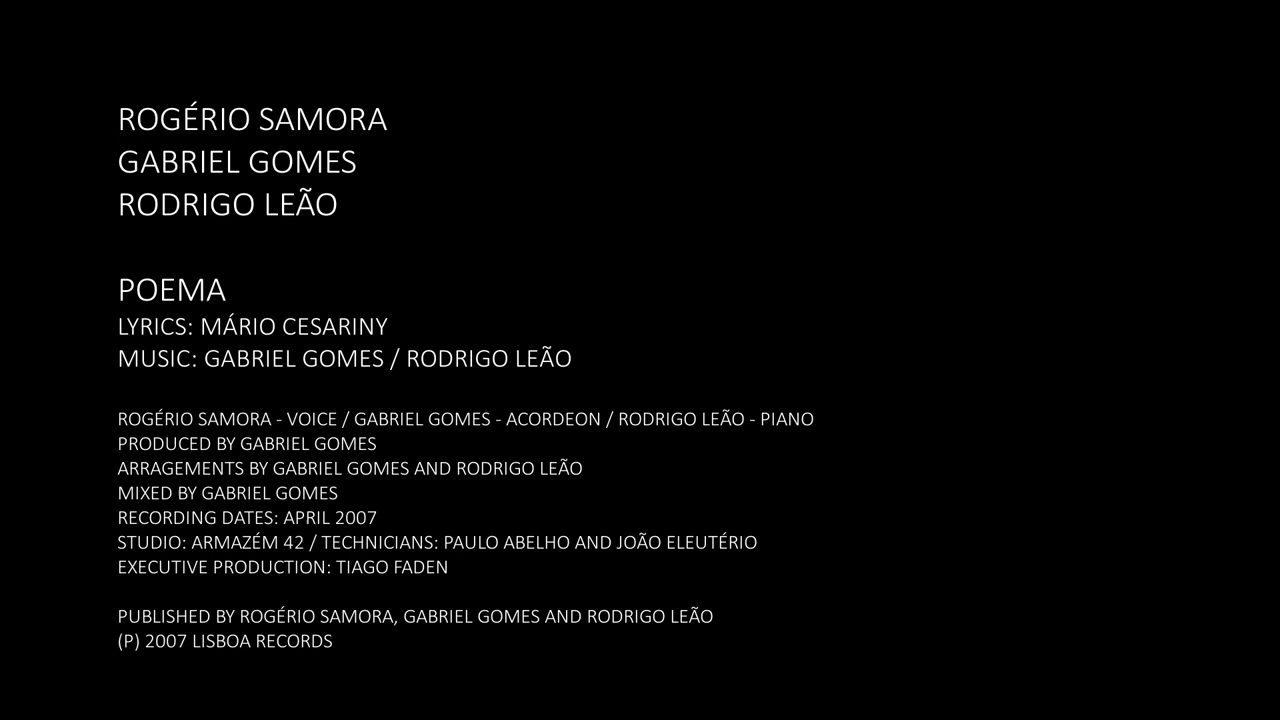 ROGÉRIO SAMORA
GABRIEL GOMES
RODRIGO LEÃO
POEMA
LYRICS: MÁRIO CESARINY
MUSIC: GABRIEL GOMES / RODRIGO LEÃO
ROGÉRIO SAMORA - VOICE / GABRIEL GOMES - ACORDEON / RODRIGO LEÃO - PIANO
PRODUCED BY GABRIEL GOMES
ARRAGEMENTS BY GABRIEL GOMES AND RODRIGO LEÃO
MIXED BY GABRIEL GOMES
RECORDING DATES: APRIL 2007
STUDIO: ARMAZÉM 42 / TECHNICIANS: PAULO ABELHO AND JOÃO ELEUTÉRIO
EXECUTIVE PRODUCTION: TIAGO FADEN
PUBLISHED BY ROGÉRIO SAMORA, GABRIEL GOMES AND RODRIGO LEÃO
(P) 2007 LISBOA RECORDS